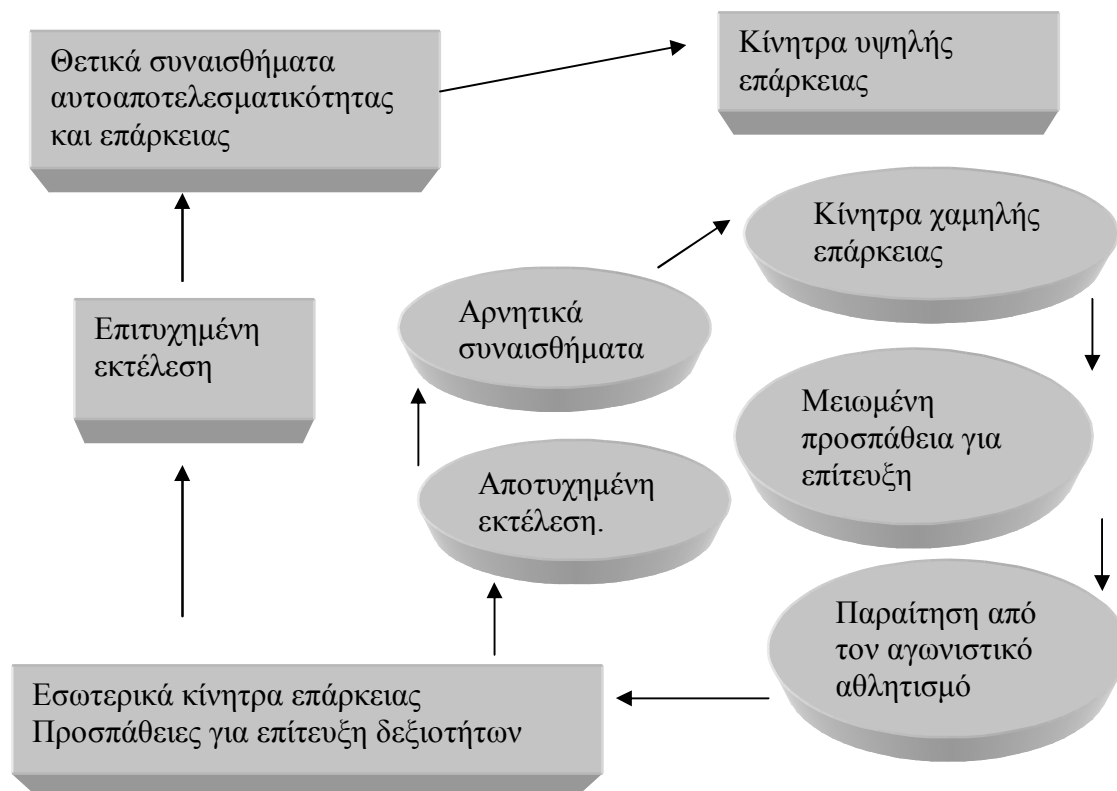 Θετικά συναισθήματα
αυτοαποτελεσματικότητας
και επάρκειας
Κίνητρα υψηλής
επάρκειας
Κίνητρα χαμηλής
επάρκειας
Αρνητικά
συναισθήματα
Επιτυχημένη
εκτέλεση
Μειωμένη
προσπάθεια για
επίτευξη
Αποτυχημένη
εκτέλεση.
Παραίτηση από
τον αγωνιστικό
αθλητισμό
Εσωτερικά κίνητρα επάρκειας
Προσπάθειες για επίτευξη δεξιοτήτων